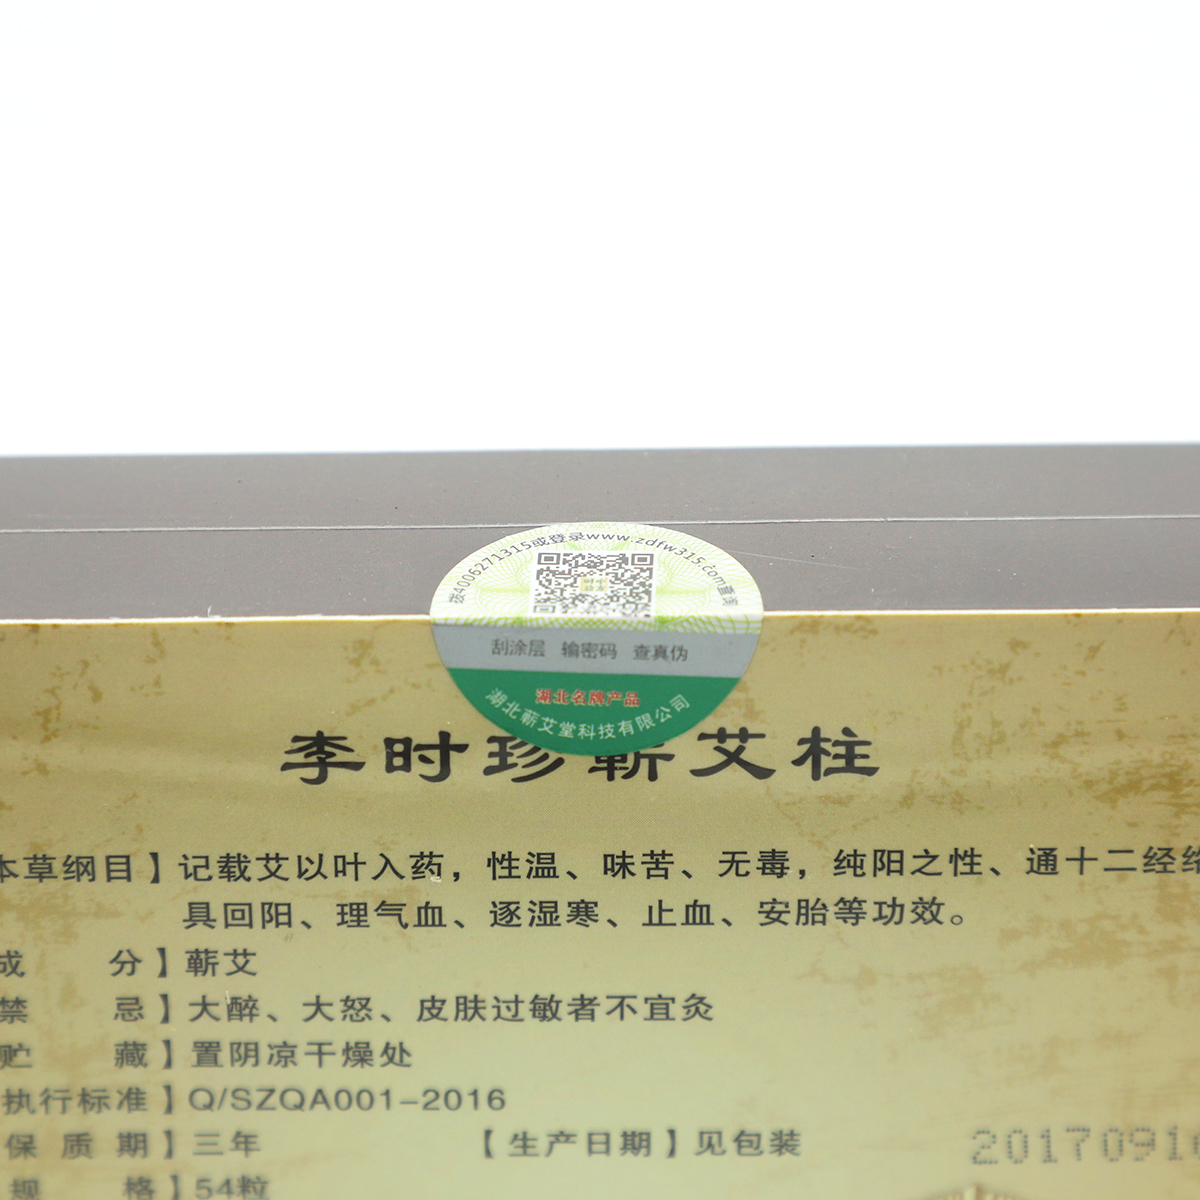 拨4006271315或登录www.zdfw315.com查询
刮涂层 输密码 查真伪
湖北名牌产品
湖北蕲艾堂科技有限公司
李时珍蕲艾柱
本草纲目】记载艾以叶入药，性温、味苦、无毒，纯阳之性、通十二经络
具回阳、理气血、逐湿寒、止血、安胎等功效。
成 分】蕲艾
禁 忌】大醉、大怒、皮肤过敏者不宜灸
贮 藏】置阴凉干燥处
执行标准】Q/SZQA001-2016
保 质 期】三年 【生产日期】见包装
2017091
规 格】54粒